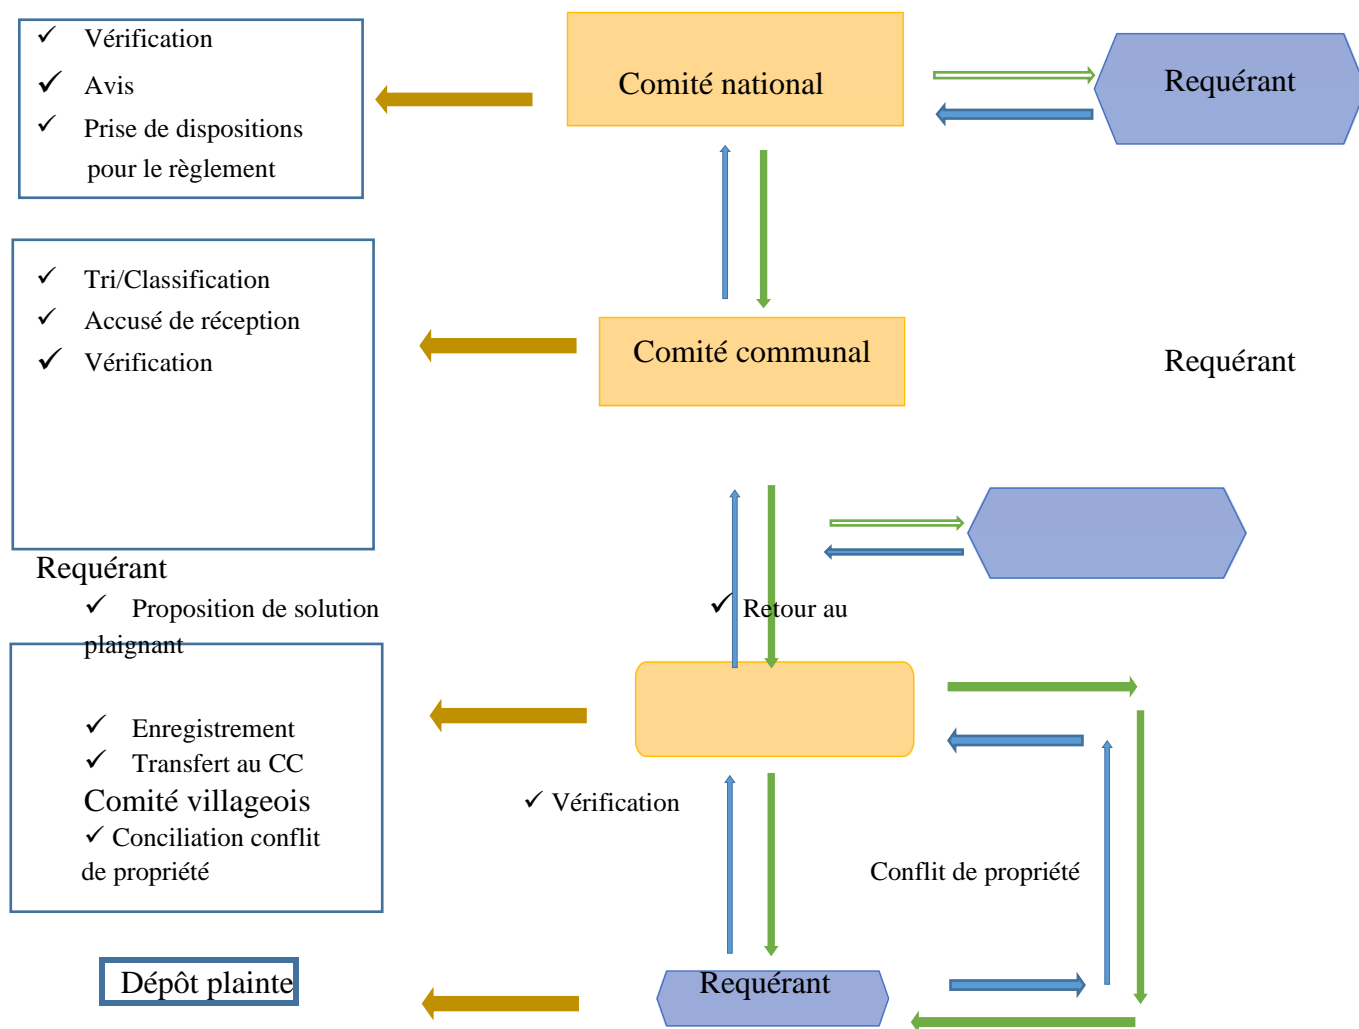 ✓ Vérification
✓ Avis
✓ Prise de dispositions
pour le règlement
Comité national
Requérant
✓ Tri/Classification
✓ Accusé de réception
✓ Vérification
Comité communal
Requérant
Requérant
✓ Proposition de solution
✓ Retour au
plaignant
✓ Enregistrement
✓ Transfert au CC
Comité villageois
✓ Vérification
✓ Conciliation conflit
de propriété
Conflit de propriété
Dépôt plainte
Requérant